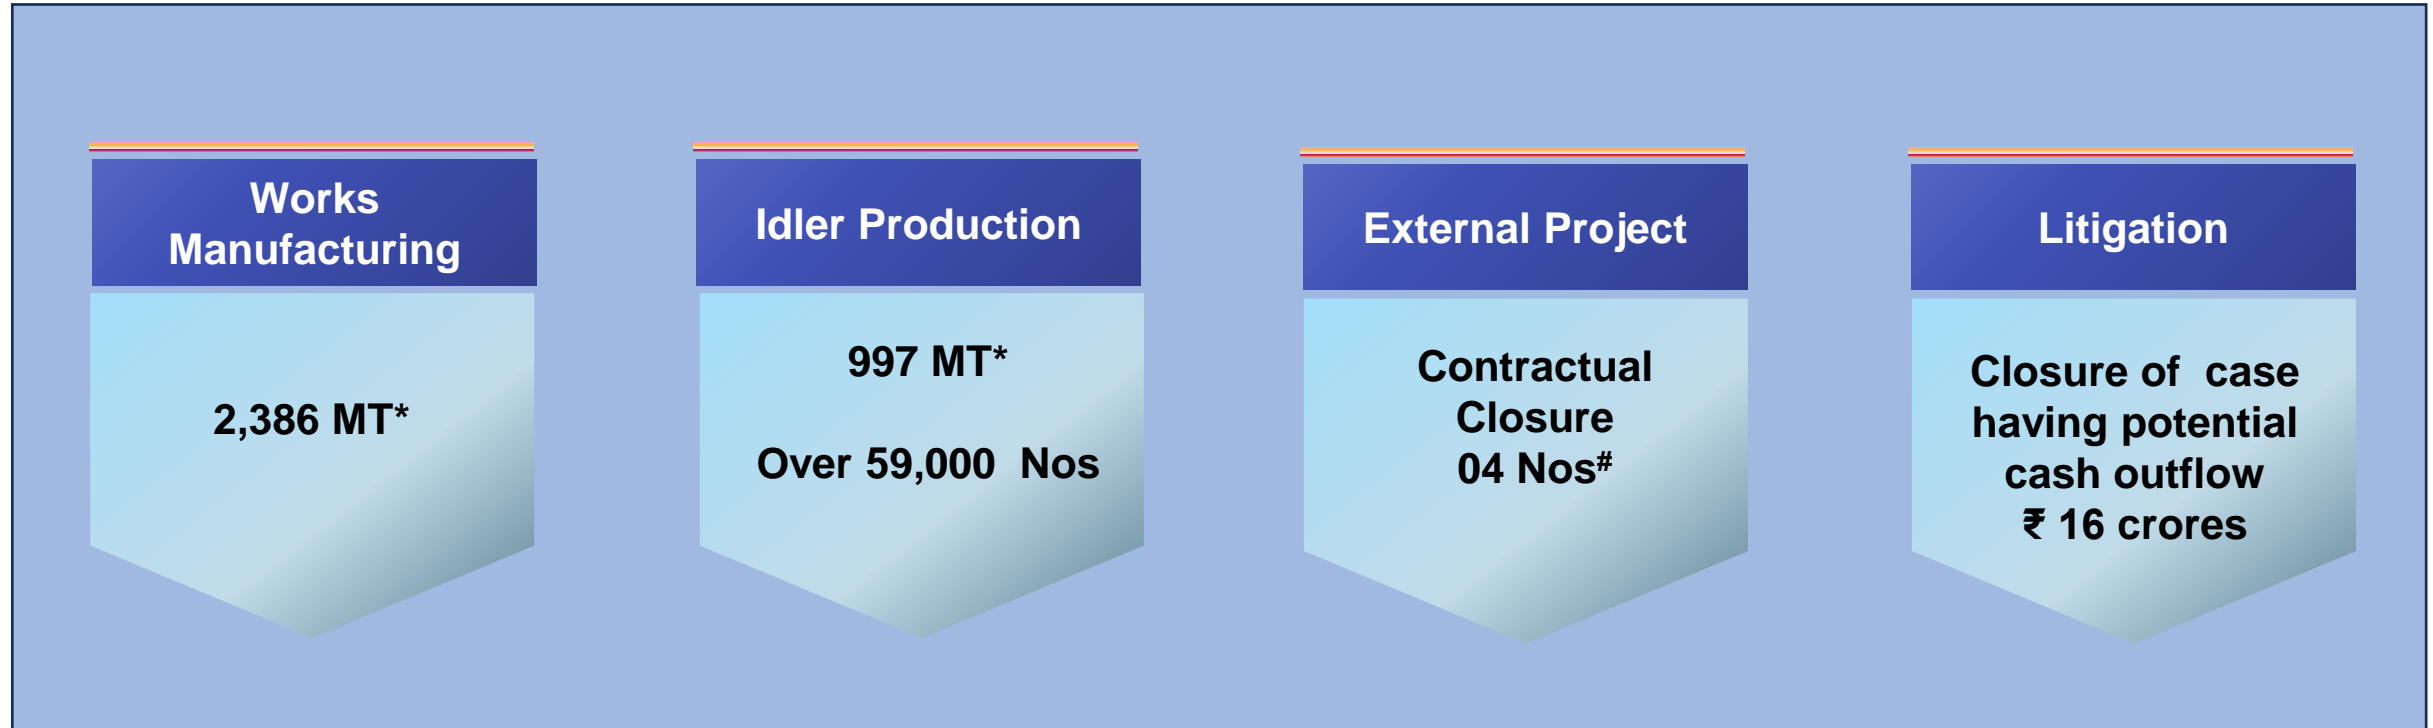 Works
Manufacturing
2,386 MT*
Idler Production
997 MT*
Over 59,000 Nos
External Project
Contractual
Closure
04 Nos#
Litigation
Closure of case
having potential
cash outflow
₹ 16 crores